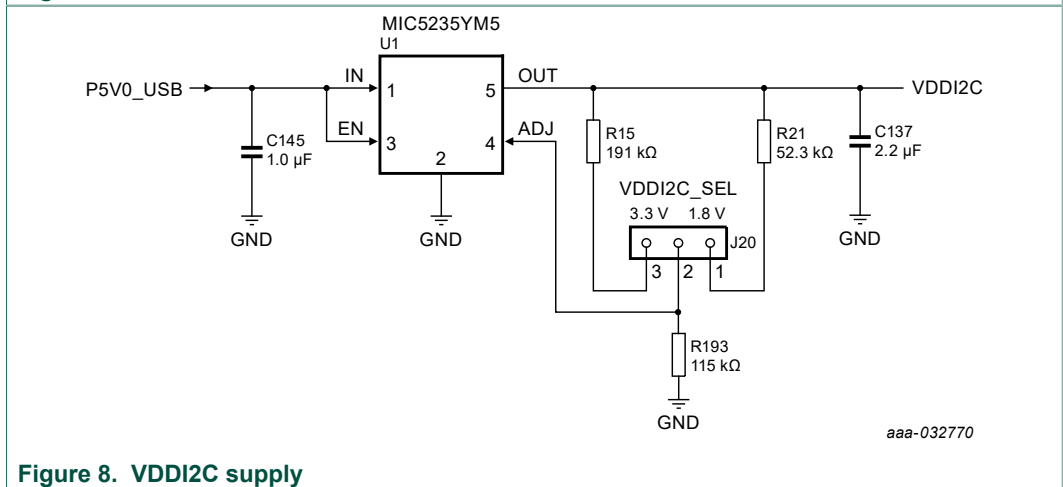 MIC5235YM5
U1
P5V0_USB
IN
1
5
OUT
VDDI2C
EN
3
4
ADJ
2
C145
1.0 µF
R15
191 kΩ
R21
52.3 kΩ
C137
2.2 µF
VDDI2C_SEL
3.3 V 1.8 V
J20
3 2 1
GND
GND
GND
R193
115 kΩ
GND
aaa-032770
Figure 8. VDDI2C supply